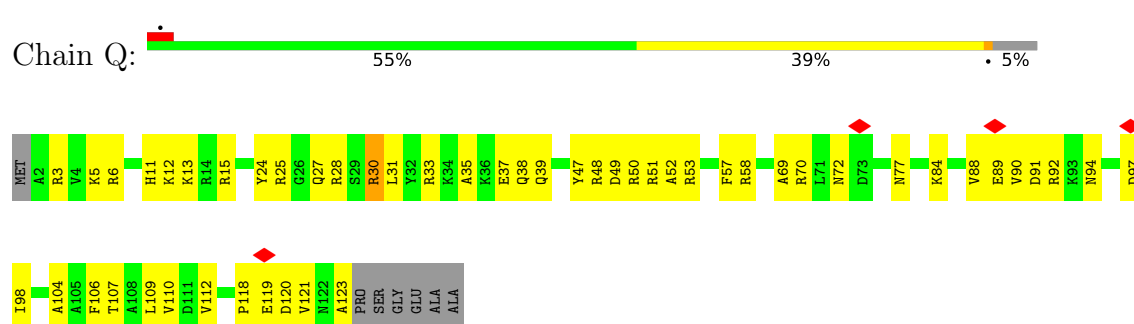 Chain Q:
55% 39% • 5%
MET A2 R3 V4 K5 R6 H11 K12 K13 R14 R15 Y24 R25 G26 Q27 R28 S29 R30 L31 Y32 R33 K34 A35 K36 E37 Q38 Q39 Y47 R48 D49 R50 R51 A52 R53 F57 R58 A69 R70 L71 N72 D73 N77 K84 V88 E89 V90 D91 R92 K93 N94
I98 A104 A105 F106 T107 A108 L109 V110 D111 V112 P118 E119 D120 V121 N122 A123 PRO SER GLY GLU ALA ALA